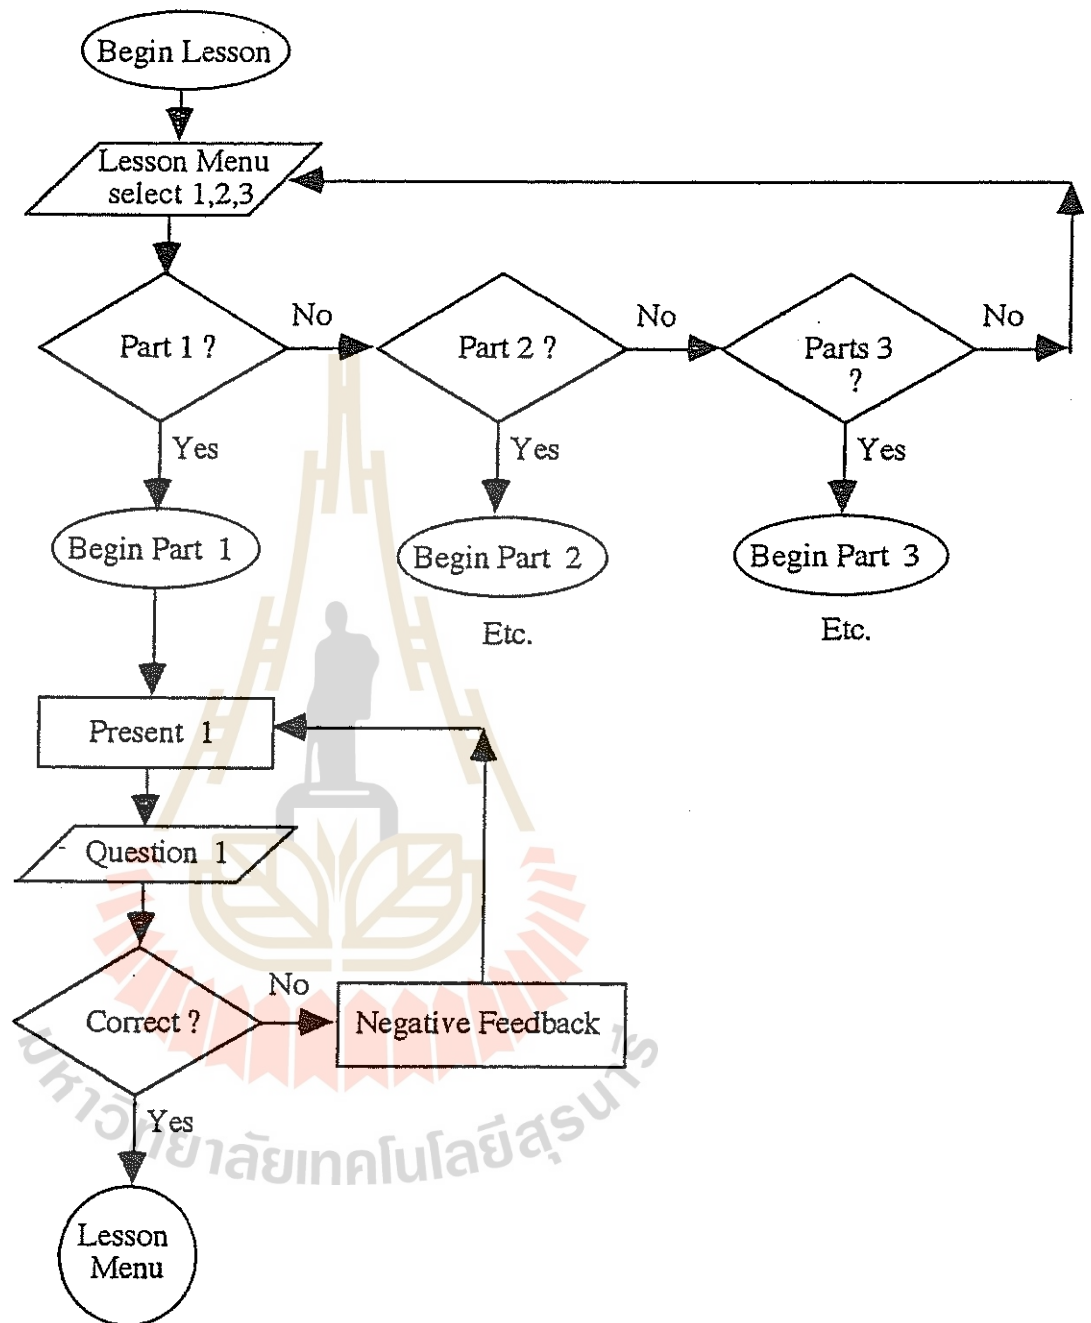 Begin Lesson
Lesson Menu
select 1,2,3
Part 1 ?
No
Part 2 ?
No
Parts 3
?
No
Yes
Yes
Yes
Begin Part 1
Begin Part 2
Begin Part 3
Etc.
Etc.
Present 1
Question 1
Correct ?
No
Negative Feedback
Yes
Lesson
Menu
มหาวิทยาลัยเทคโนโลยีสุรนารี